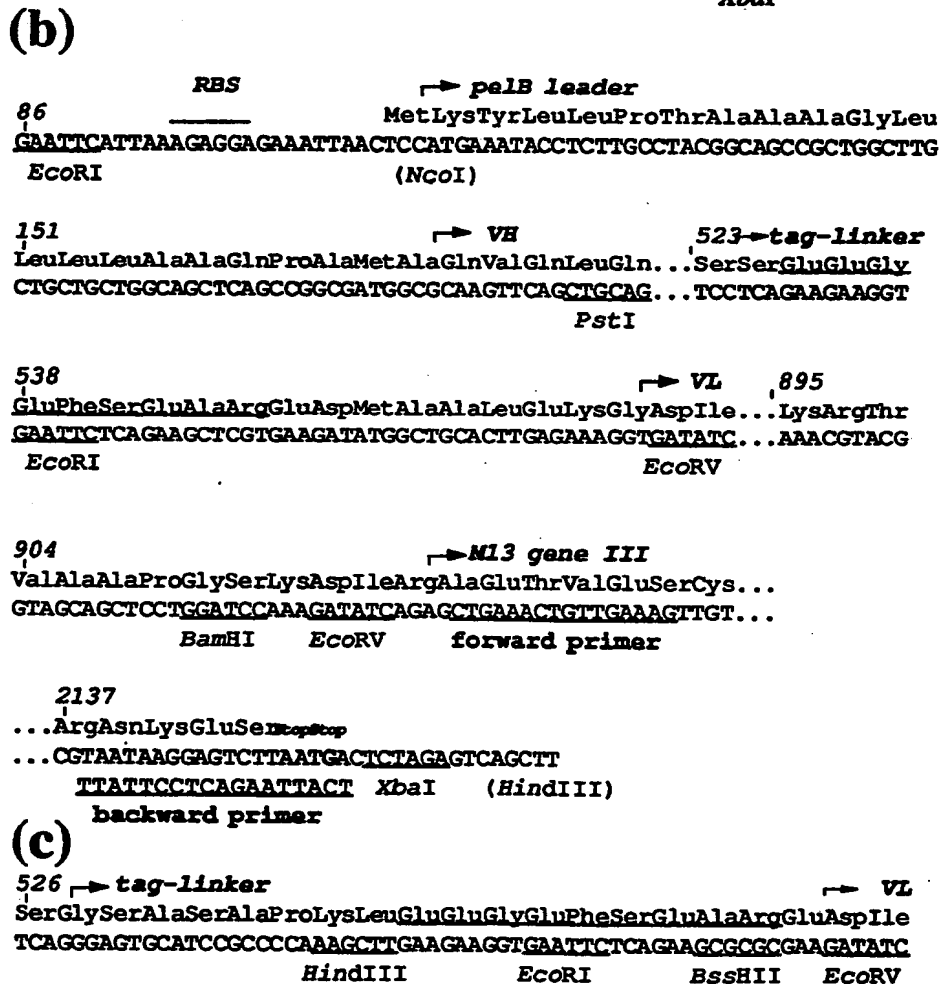 (b)
RBS pelB leader
86 MetLysTyrLeuLeuProThrAlaAlaAlaGlyLeu
GAATTCATTAAAGAGGAGAAATTAACTCCATGAAATACCTCTTGCCTACGGCAGCCGCTGGCTTG
EcoRI (NcoI)
151 VH 523 tag-linker
LeuLeuLeuAlaAlaGlnProAlaMetAlaGlnValGlnLeuGln...SerSerGluGluGly
CTGCTGCTGGCAGCTCAGCCGGCGATGGCGCAAGTTCAGCTGCAG...TCCTCAGAAGAAGGT
PstI
538 VL 895
GluPheSerGluAlaArgGluAspMetAlaAlaLeuGluLysGlyAspIle...LysArgThr
GAATTCTCAGAAGCTCGTGAAGATATGGCTGCACTTGAGAAAGGTGATATC...AAACGTACG
EcoRI EcoRV
904 M13 gene III
ValAlaAlaProGlySerLysAspIleArgAlaGluThrValGluSerCys...
GTAGCAGCTCCTGGATCCAAAGATATCAGAGCTGAAACTGTTGAAAGTTGT...
BamHI EcoRV forward primer
2137
...ArgAsnLysGluSerStopStop
...CGTAATAAGGAGTCTTAATGACTCTAGAGTCAGCTT
TTATTCCTCAGAATTACT XbaI (HindIII)
backward primer
(c)
526 tag-linker VL
SerGlySerAlaSerAlaProLysLeuGluGluGlyGluPheSerGluAlaArgGluAspIle
TCAGGGAGTGCATCCGCCCCAAAGCTTGAAGAAGGTGAATTCTCAGAAGCGCGCGAAGATATC
HindIII EcoRI BssHII EcoRV